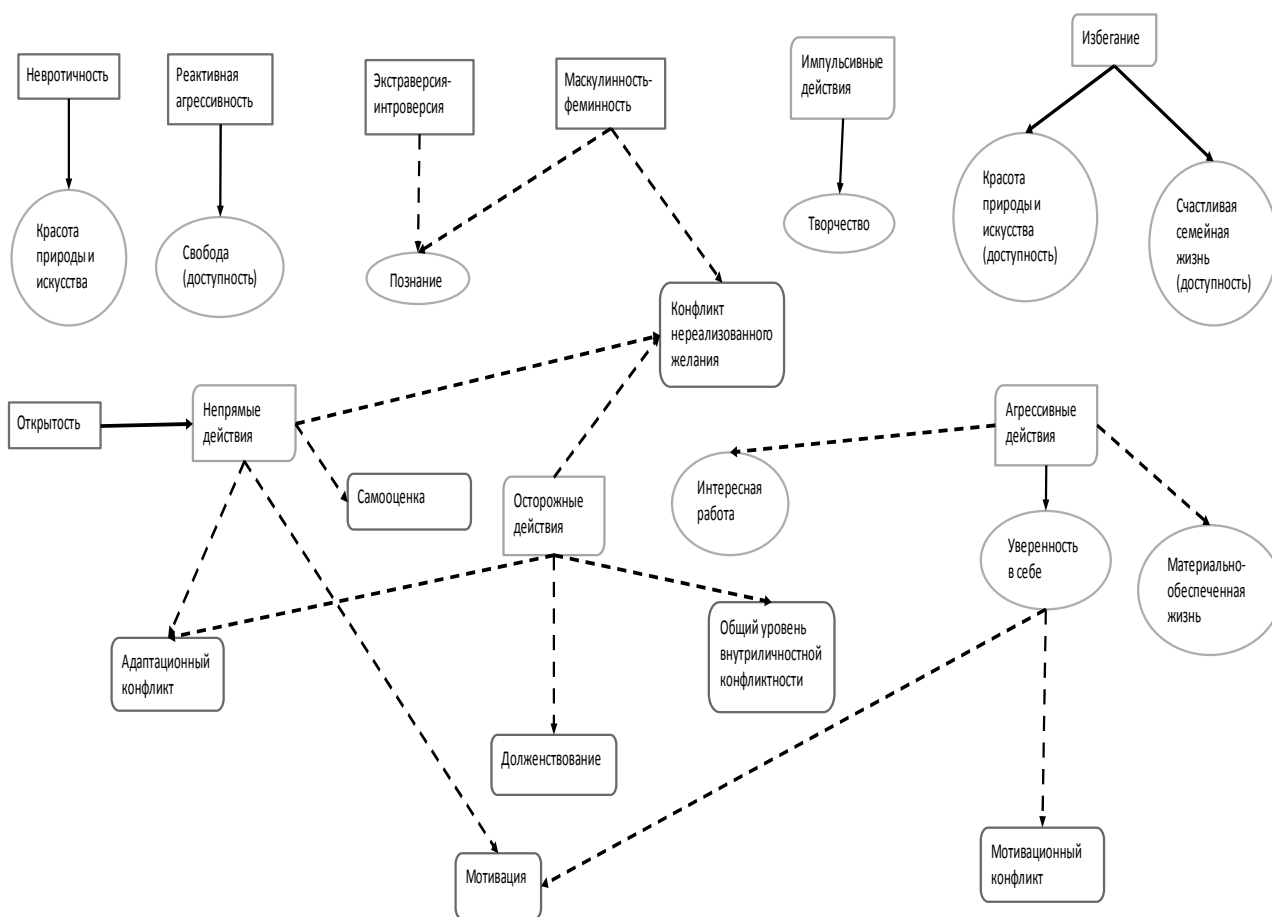 Невротичность
Реактивная
агрессивность
Экстраверсия-
интроверсия
Маскулинность-
феминность
Импульсивные
действия
Избегание
Красота
природы и
искусства
Свобода
(доступность)
Познание
Творчество
Красота
природы и
искусства
(доступность)
Счастливая
семейная
жизнь
(доступность)
Конфликт
нереализованного
желания
Открытость
Непрямые
действия
Агрессивные
действия
Самооценка
Осторожные
действия
Интересная
работа
Уверенность
в себе
Материально-
обеспеченная
жизнь
Адаптационный
конфликт
Общий уровень
внутриличностной
конфликтности
Долженствование
Мотивация
Мотивационный
конфликт